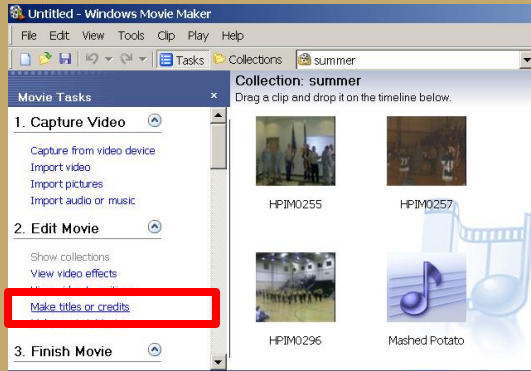 Untitled - Windows Movie Maker
File Edit View Tools Clip Play Help
Tasks Collections summer
Movie Tasks × Collection: summer
Drag a clip and drop it on the timeline below.
1. Capture Video
Capture from video device
Import video
Import pictures
Import audio or music
HPIM0255 HPIM0257
2. Edit Movie
Show collections
View video effects
Make titles or credits
HPIM0296 Mashed Potato
3. Finish Movie